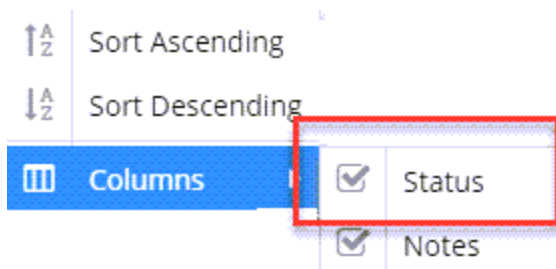 Sort Ascending
Sort Descending
Columns
Status
Notes